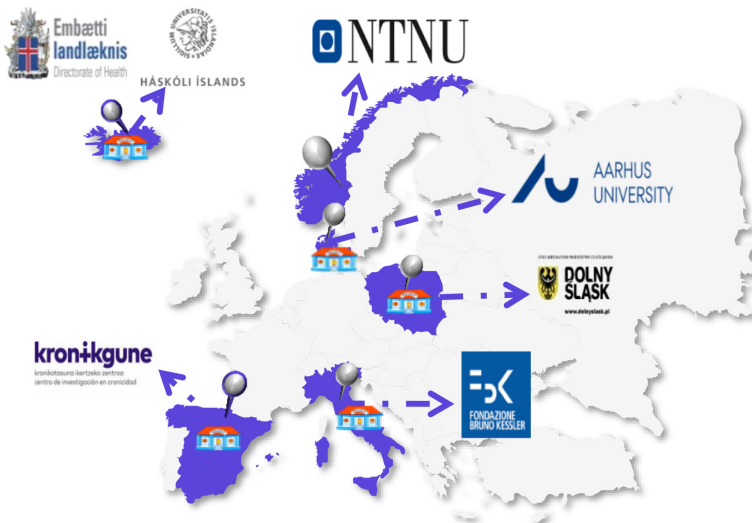 Embætti
landlæknis
Directorate of Health
HÁSKÓLI ÍSLANDS
NTNU
AARHUS
UNIVERSITY
DOLNY
ŚLĄSK
www.dolnyslask.pl
kronikgune
kronikotasuna ikertzeko zentroa
centro de investigación en cronicidad
FBK
FONDAZIONE
BRUNO KESSLER